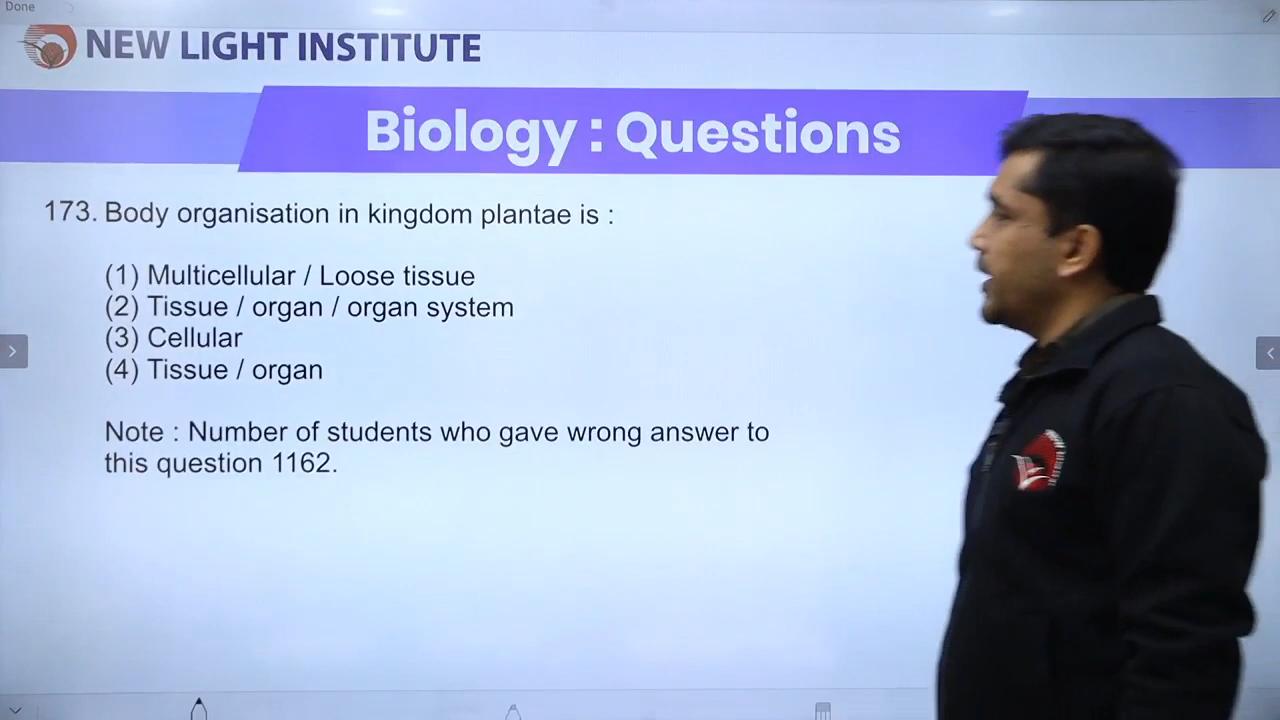 Done
NEW LIGHT INSTITUTE
Biology : Questions
173. Body organisation in kingdom plantae is :
(1) Multicellular / Loose tissue
(2) Tissue / organ / organ system
(3) Cellular
(4) Tissue / organ
Note : Number of students who gave wrong answer to
this question 1162.